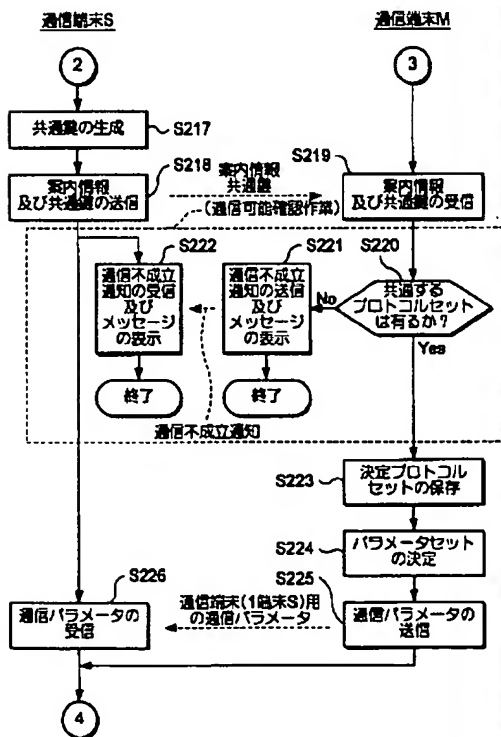 通信端末S
通信端末M
2
3
共通鍵の生成
S217
S218
案内情報
及び共通鍵の送信
案内情報
共通鍵
S219
案内情報
及び共通鍵の受信
(通信可能確認作業)
S222
通信不成立
通知の受信
及び
メッセージ
の表示
S221
通信不成立
通知の送信
及び
メッセージ
の表示
S220
共通する
プロトコルセット
は有るか?
No
Yes
終了
終了
通信不成立通知
S223
決定プロトコル
セットの保存
S224
パラメータセット
の決定
S225
S226
通信パラメータの
受信
通信端末(1端末S)用
の通信パラメータ
通信パラメータの
送信
4